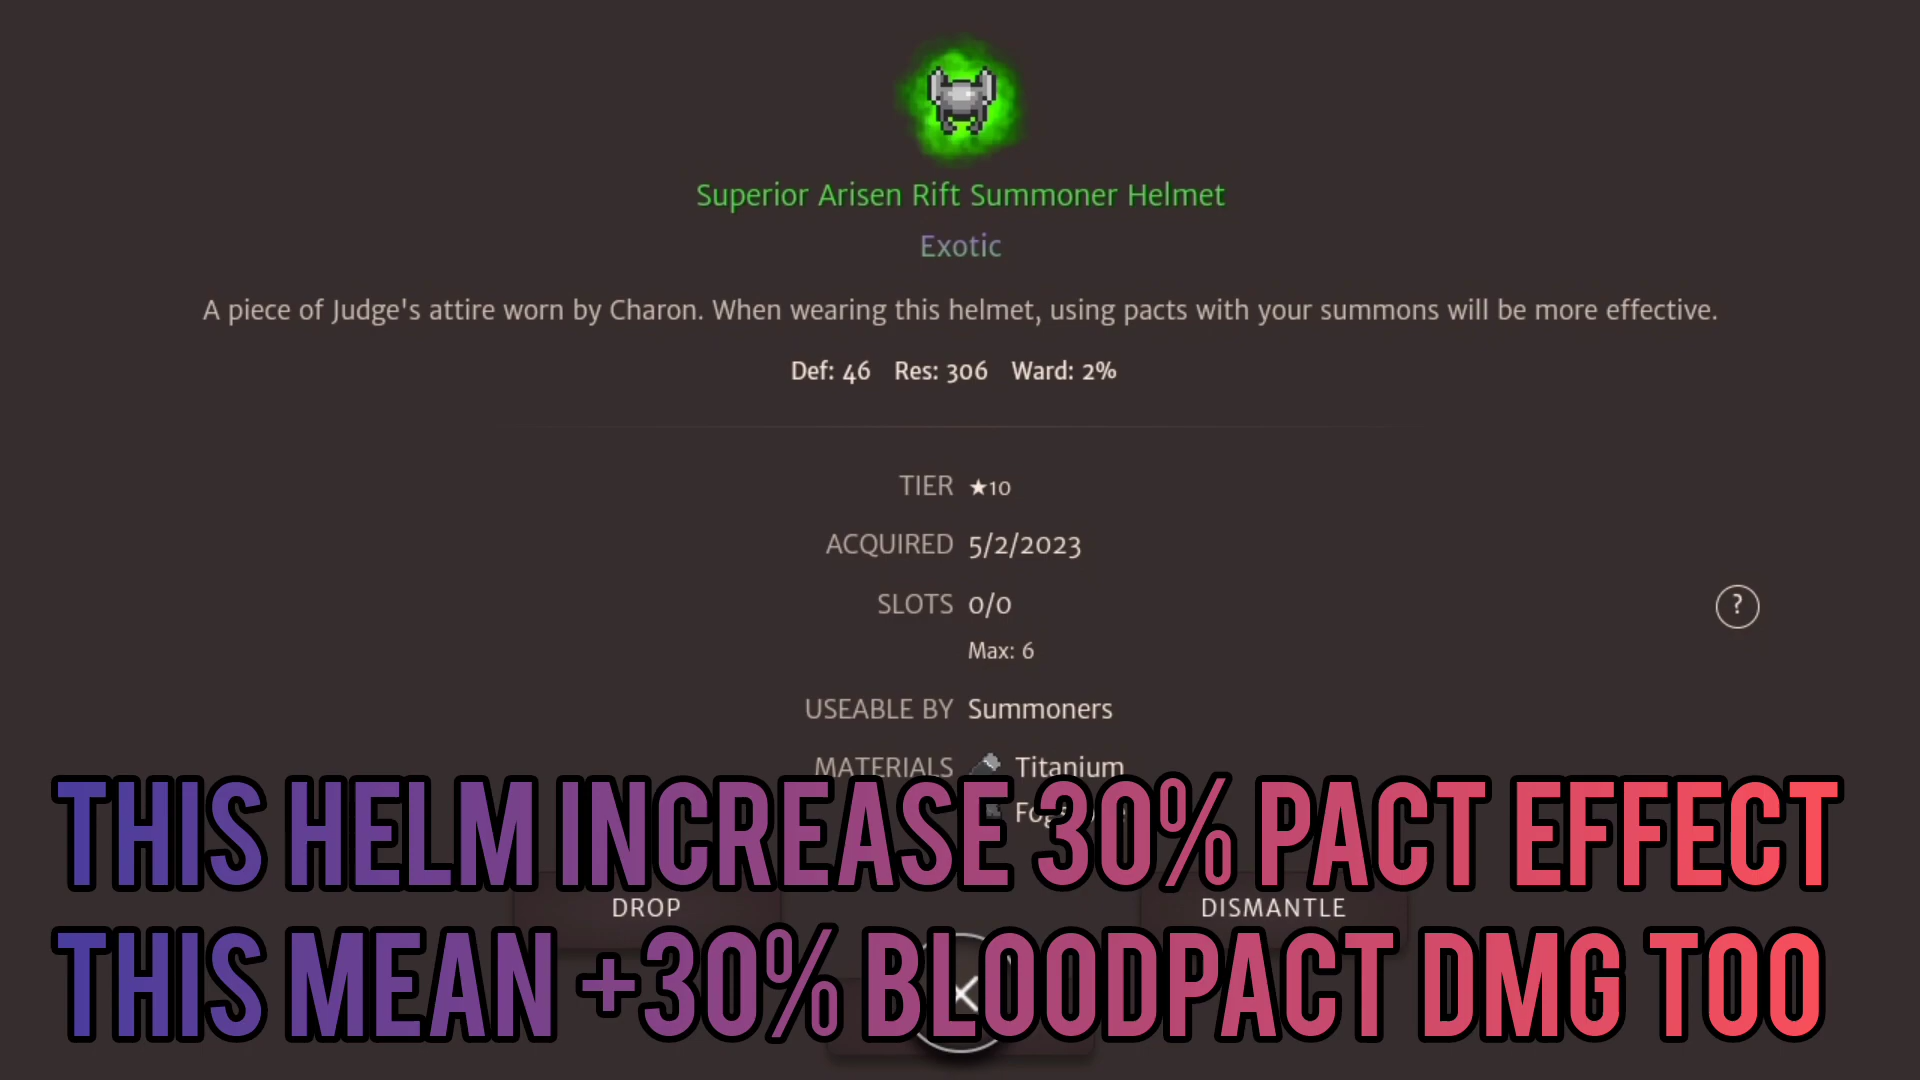 Superior Arisen Rift Summoner Helmet
Exotic
A piece of Judge's attire worn by Charon. When wearing this helmet, using pacts with your summons will be more effective.
Def: 46 Res: 306 Ward: 2%
TIER ★10
ACQUIRED 5/2/2023
SLOTS 0/0
?
Max: 6
USEABLE BY Summoners
MATERIALS Titanium
THIS HELM INCREASE 30% PACT EFFECT
DROP DISMANTLE
THIS MEAN +30% BLOODPACT DMG TOO